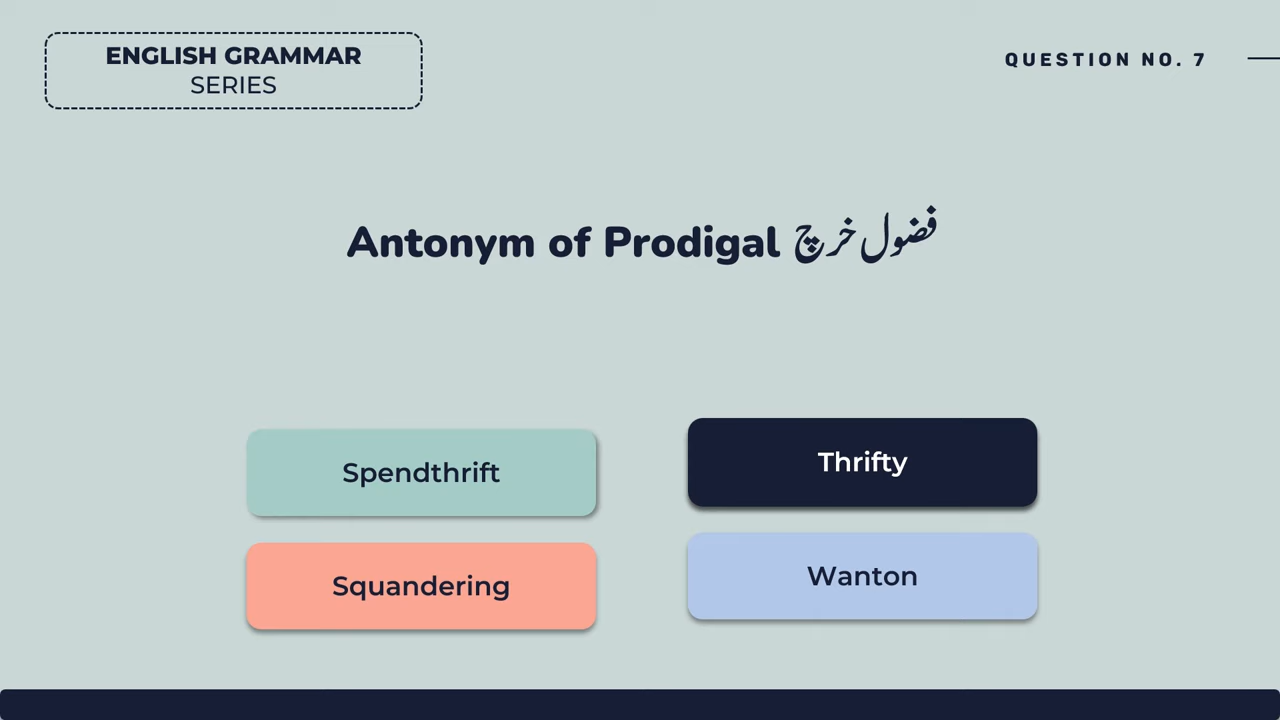 ENGLISH GRAMMAR
SERIES
QUESTION NO. 7
Antonym of Prodigal فضول خرچ
Spendthrift
Thrifty
Squandering
Wanton